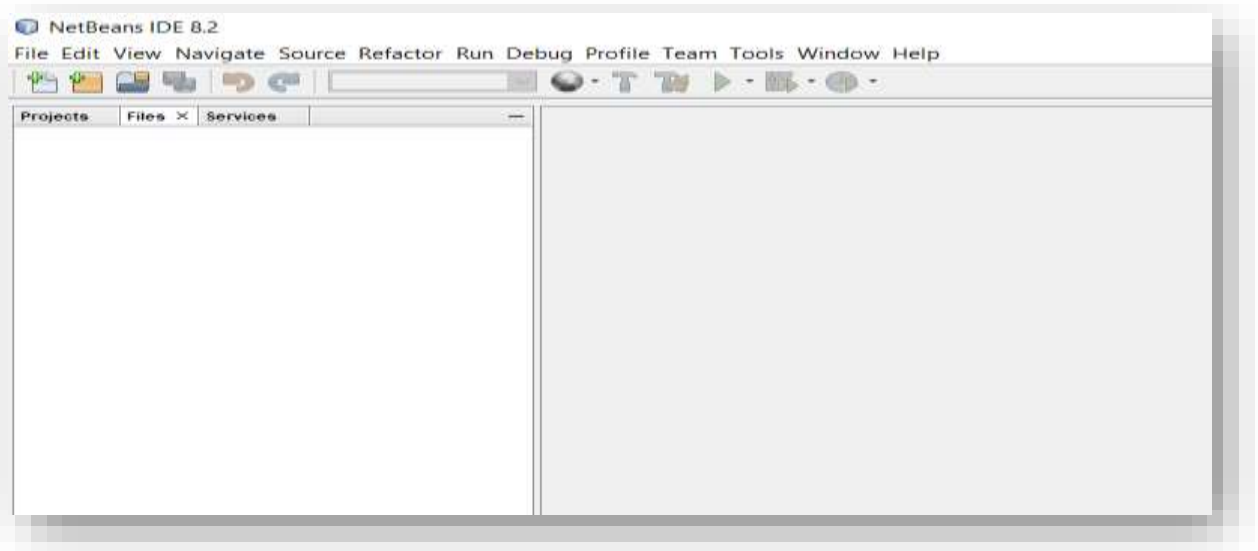 NetBeans IDE 8.2
File Edit View Navigate Source Refactor Run Debug Profile Team Tools Window Help
Projects Files × Services